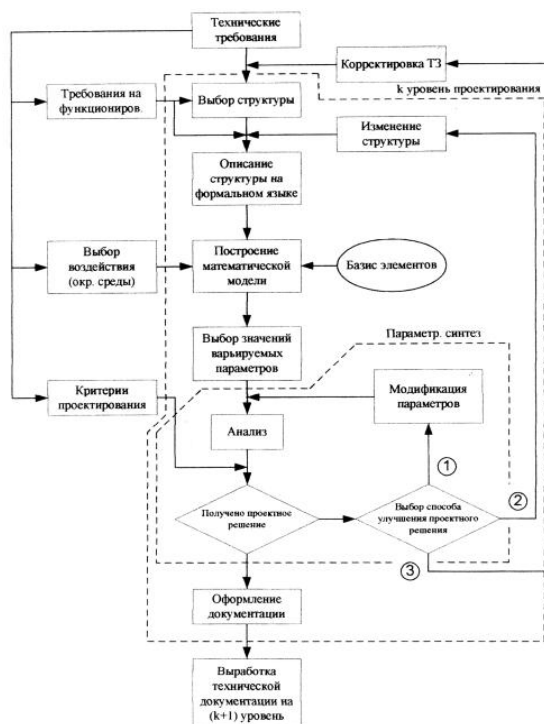 Технические
требования
Корректировка ТЗ
k уровень проектирования
Требования на
функциониров.
Выбор структуры
Изменение
структуры
Описание
структуры на
формальном языке
Выбор
воздействия
(окр. среды)
Построение
математической
модели
Базис элементов
Выбор значений
варьируемых
параметров
Параметр. синтез
Критерии
проектирования
Модификация
параметров
Анализ
1
2
Получено проектное
решение
Выбор способа
улучшения проектного
решения
3
Оформление
документации
Выработка
технической
документации на
(k+1) уровень